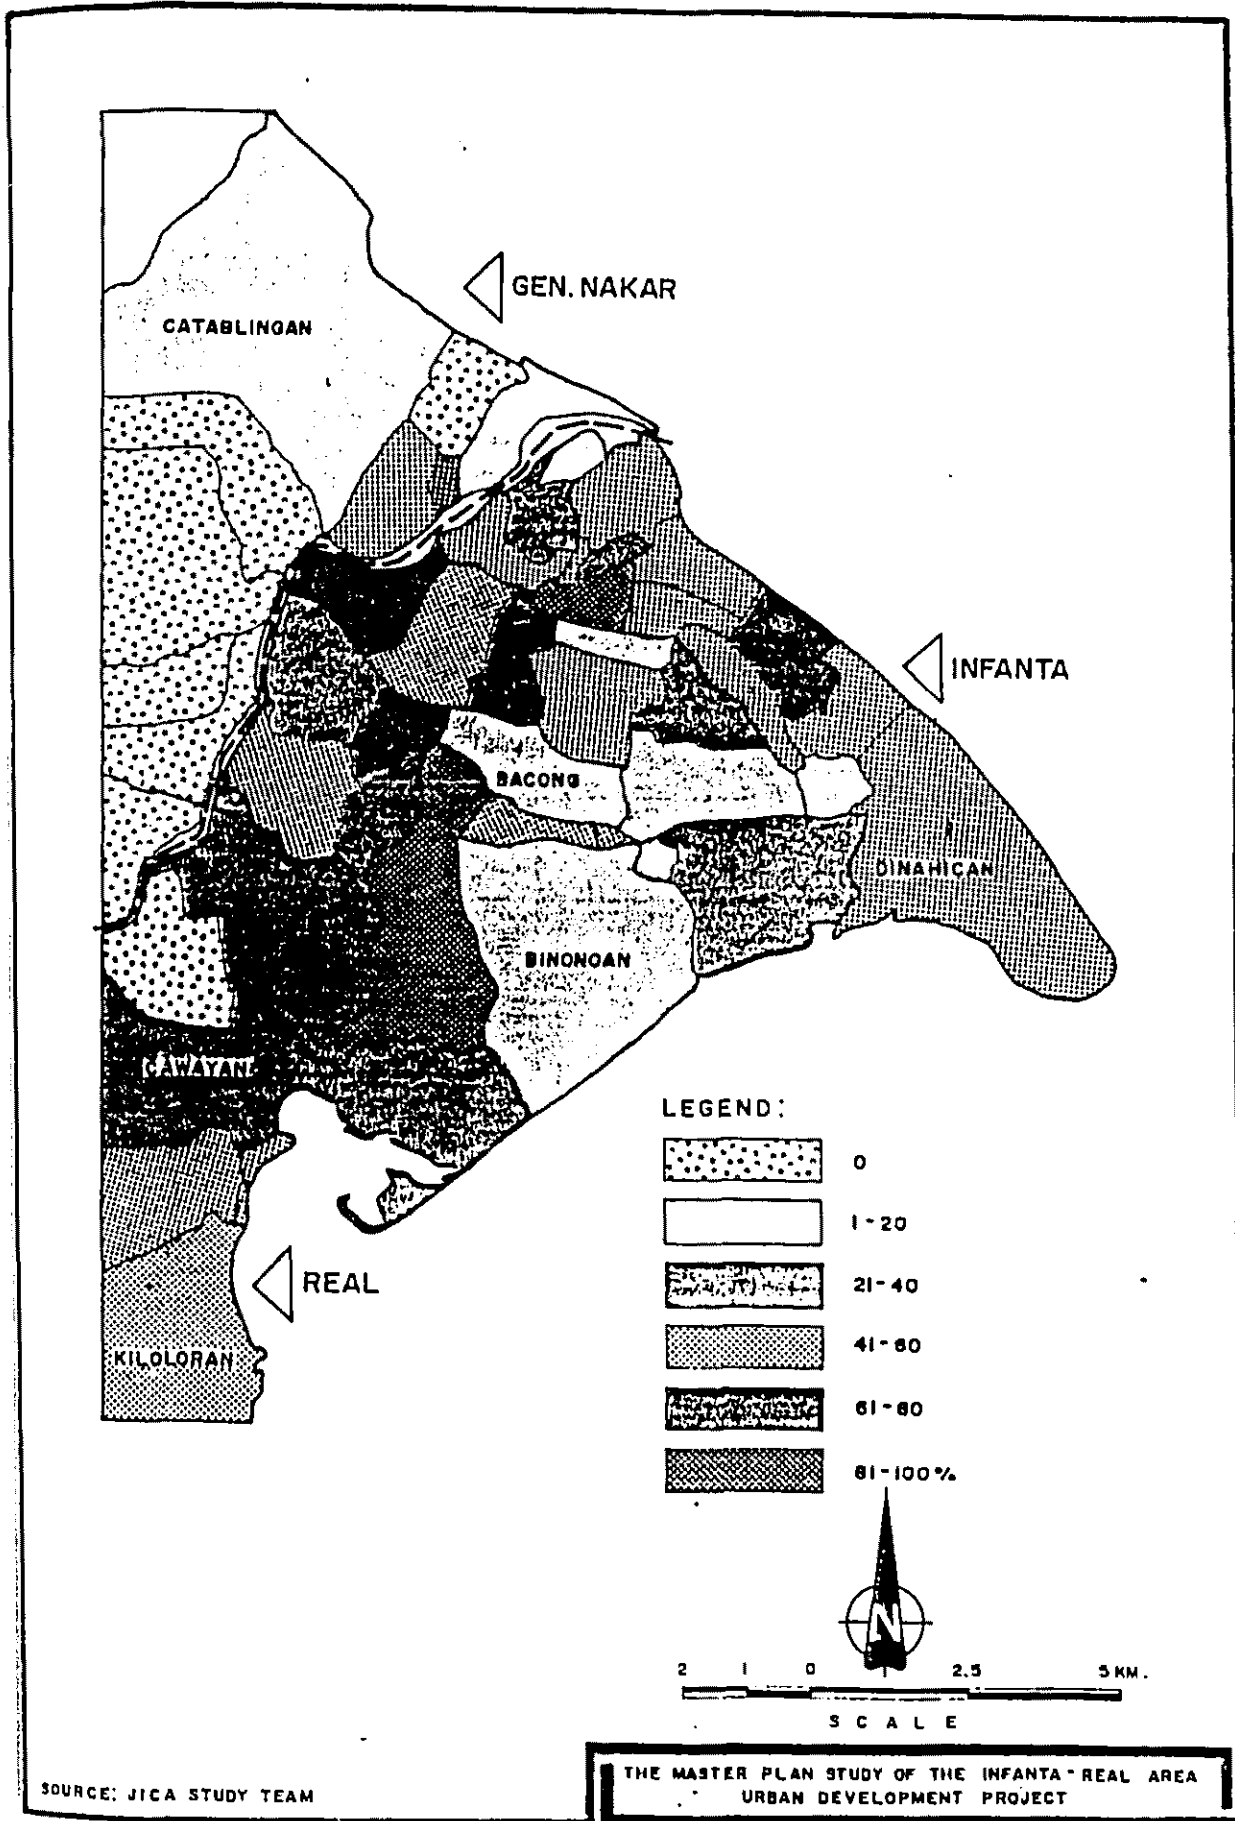 GEN. NAKAR
CATABLINGAN
INFANTA
BACONG
DINAHICAN
BINONOAN
CAWAYAN
REAL
KILOLORAN
LEGEND:
0
1-20
21-40
41-60
61-80
81-100%
N
2 1 0 2.5 5 KM.
SCALE
SOURCE: JICA STUDY TEAM
THE MASTER PLAN STUDY OF THE INFANTA-REAL AREA
URBAN DEVELOPMENT PROJECT